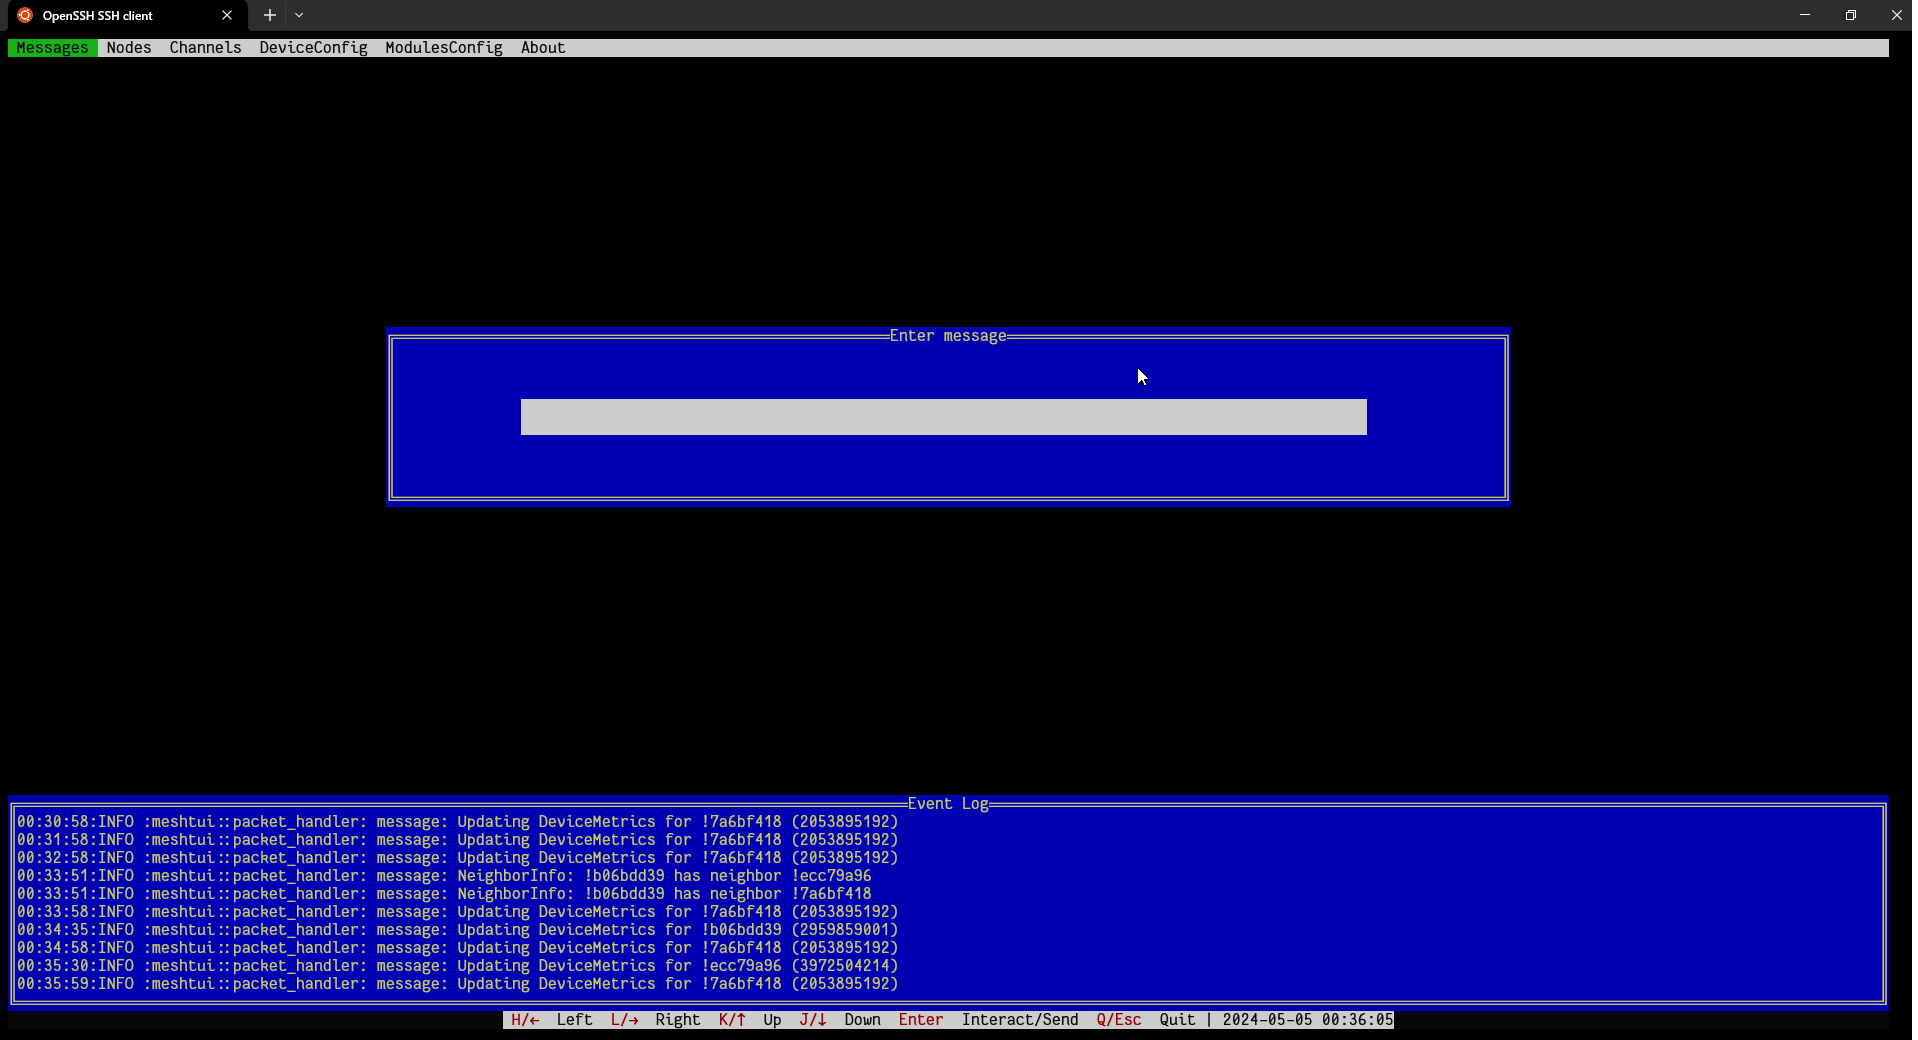 OpenSSH SSH client
Messages Nodes Channels DeviceConfig ModulesConfig About
Enter message
Event Log
00:30:58:INFO :meshtui::packet_handler: message: Updating DeviceMetrics for !7a6bf418 (2053895192)
00:31:58:INFO :meshtui::packet_handler: message: Updating DeviceMetrics for !7a6bf418 (2053895192)
00:32:58:INFO :meshtui::packet_handler: message: Updating DeviceMetrics for !7a6bf418 (2053895192)
00:33:51:INFO :meshtui::packet_handler: message: NeighborInfo: !b06bdd39 has neighbor !ecc79a96
00:33:51:INFO :meshtui::packet_handler: message: NeighborInfo: !b06bdd39 has neighbor !7a6bf418
00:33:58:INFO :meshtui::packet_handler: message: Updating DeviceMetrics for !7a6bf418 (2053895192)
00:34:35:INFO :meshtui::packet_handler: message: Updating DeviceMetrics for !b06bdd39 (2959859001)
00:34:58:INFO :meshtui::packet_handler: message: Updating DeviceMetrics for !7a6bf418 (2053895192)
00:35:30:INFO :meshtui::packet_handler: message: Updating DeviceMetrics for !ecc79a96 (3972504214)
00:35:59:INFO :meshtui::packet_handler: message: Updating DeviceMetrics for !7a6bf418 (2053895192)
H/← Left L/→ Right K/↑ Up J/↓ Down Enter Interact/Send Q/Esc Quit | 2024-05-05 00:36:05